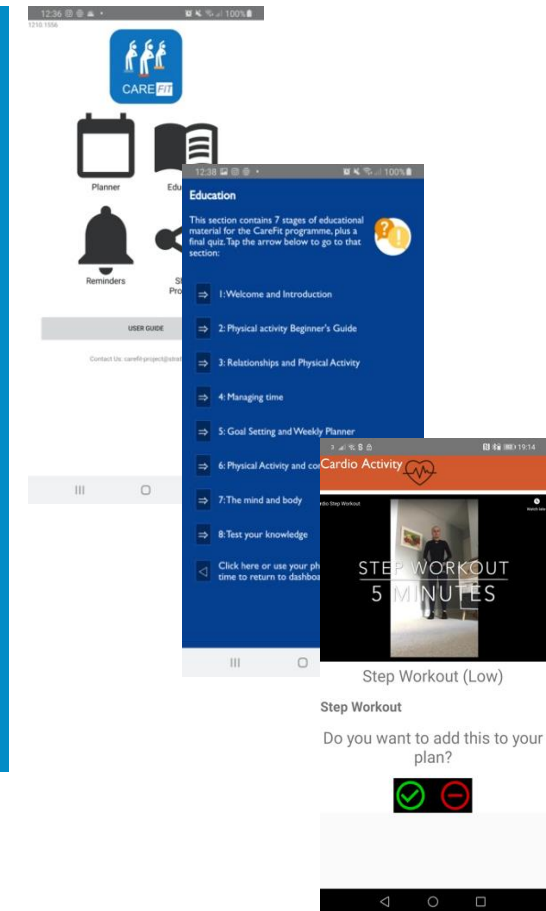 12:36
100%
1210.1556
CARE FIT
Planner
Edu
Reminders
USER GUIDE
12:38
100%
Education
This section contains 7 stages of educational
material for the CareFit programme, plus a
final quiz. Tap the arrow below to go to that
section:
1: Welcome and Introduction
2: Physical activity Beginner's Guide
3: Relationships and Physical Activity
4: Managing time
5: Goal Setting and Weekly Planner
6: Physical Activity and
7: The mind and body
8: Test your knowledge
Click here or use your
time to return to
19:14
Cardio Activity
Step Workout
STEP WORKOUT
5 MINUTES
Step Workout (Low)
Step Workout
Do you want to add this to your
plan?